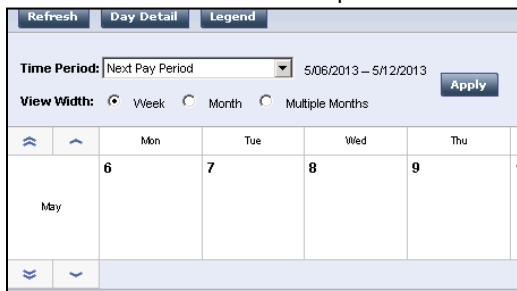 Refresh Day Detail Legend
Time Period: Next Pay Period 5/06/2013 – 5/12/2013 Apply
View Width: Week Month Multiple Months
Mon Tue Wed Thu
6 7 8 9
May